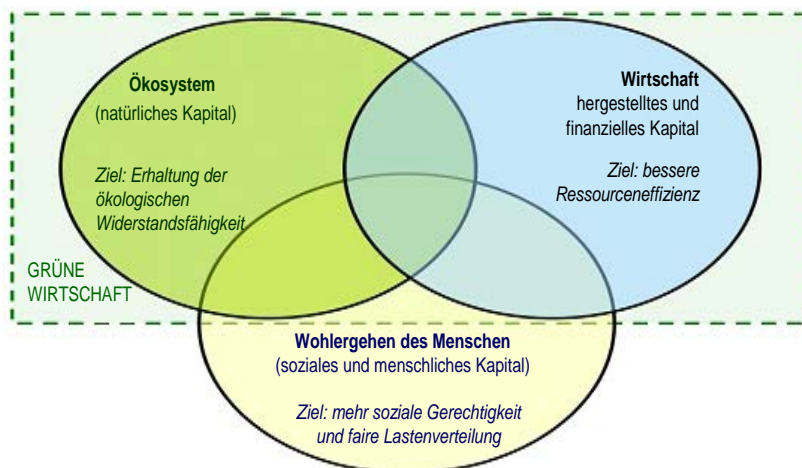 Ökosystem
(natürliches Kapital)
Ziel: Erhaltung der
ökologischen
Widerstandsfähigkeit
Wirtschaft
hergestelltes und
finanzielles Kapital
Ziel: bessere
Ressourceneffizienz
GRÜNE
WIRTSCHAFT
Wohlergehen des Menschen
(soziales und menschliches Kapital)
Ziel: mehr soziale Gerechtigkeit
und faire Lastenverteilung